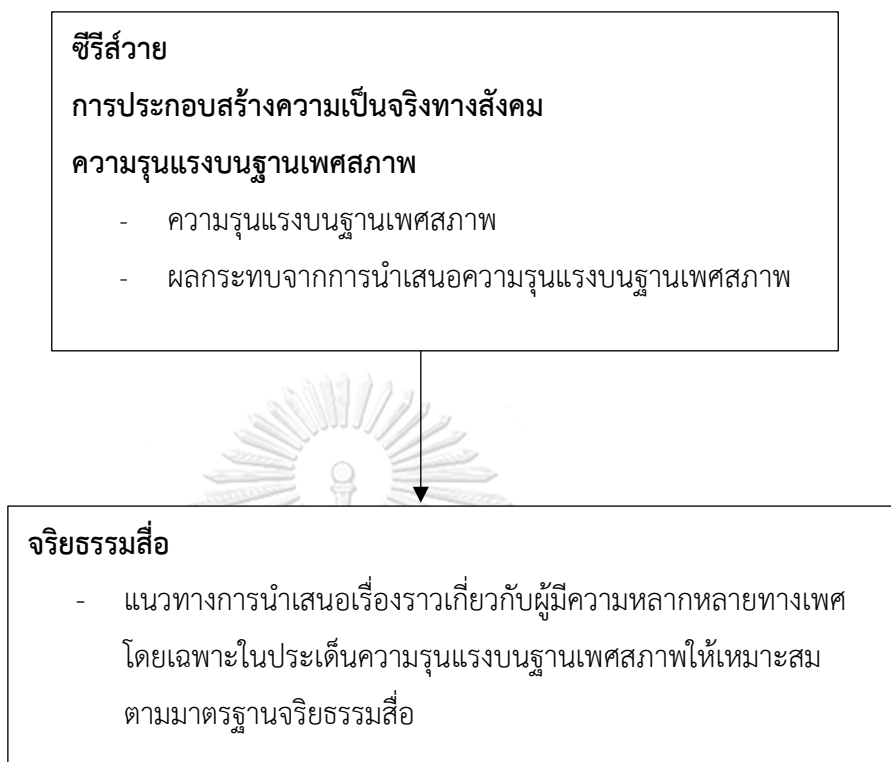 ซีรีส์วาย
การประกอบสร้างความเป็นจริงทางสังคม
ความรุนแรงบนฐานเพศสภาพ
- ความรุนแรงบนฐานเพศสภาพ
- ผลกระทบจากการนำเสนอความรุนแรงบนฐานเพศสภาพ
จริยธรรมสื่อ
- แนวทางการนำเสนอเรื่องราวเกี่ยวกับผู้มีความหลากหลายทางเพศ
โดยเฉพาะในประเด็นความรุนแรงบนฐานเพศสภาพให้เหมาะสม
ตามมาตรฐานจริยธรรมสื่อ